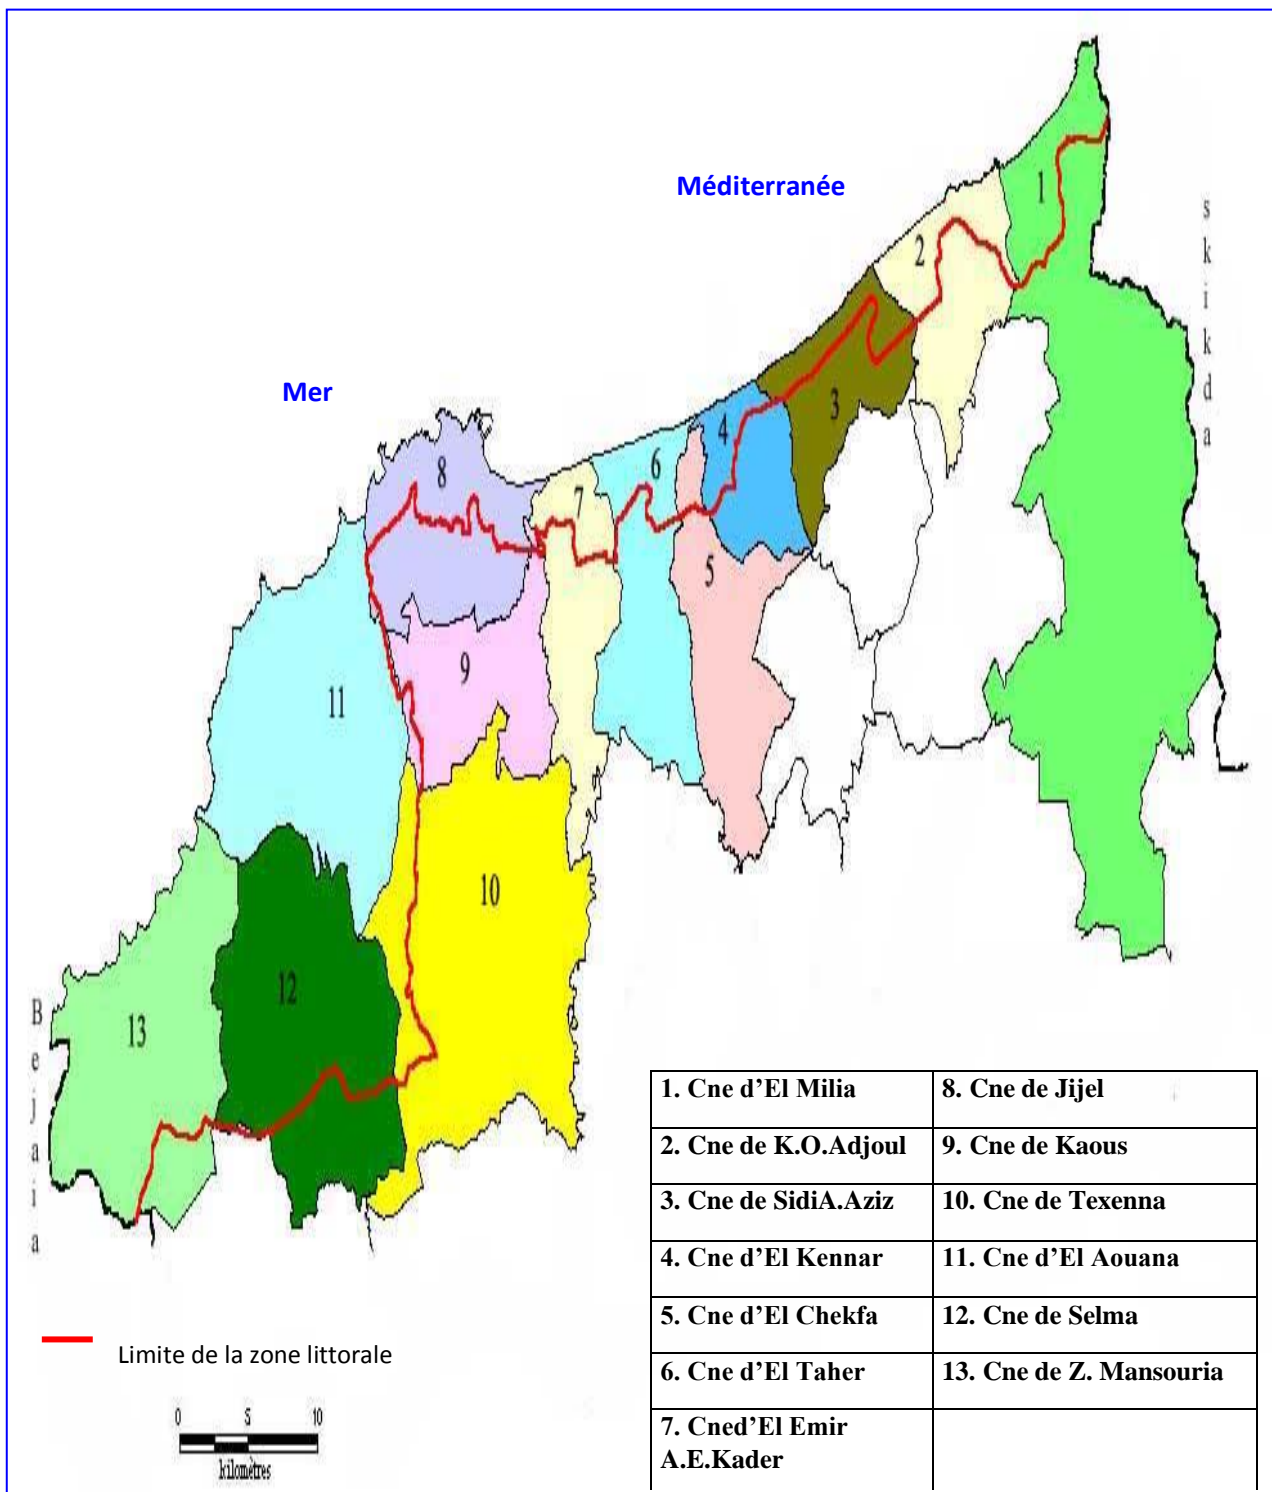 Méditerranée
Mer
skikda
Bejaia
1
2
3
4
5
6
7
8
9
10
11
12
13
1. Cne d’El Milia
8. Cne de Jijel
2. Cne de K.O.Adjoul
9. Cne de Kaous
3. Cne de SidiA.Aziz
10. Cne de Texenna
4. Cne d’El Kennar
11. Cne d’El Aouana
5. Cne d’El Chekfa
12. Cne de Selma
6. Cne d’El Taher
13. Cne de Z. Mansouria
7. Cned’El Emir
A.E.Kader
Limite de la zone littorale
0 5 10
kilomètres